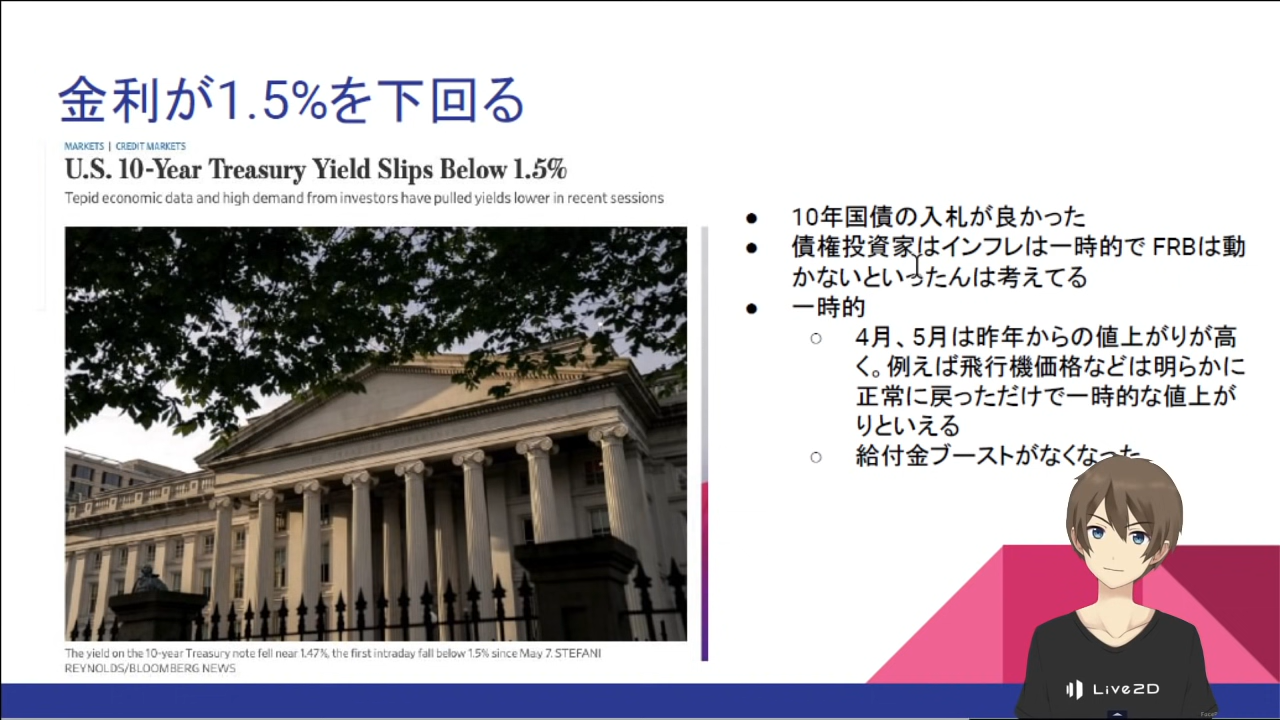 金利が1.5%を下回る
MARKETS | CREDIT MARKETS
U.S. 10-Year Treasury Yield Slips Below 1.5%
Tepid economic data and high demand from investors have pulled yields lower in recent sessions
● 10年国債の入札が良かった
● 債権投資家はインフレは一時的で FRBは動
かないといったんは考えてる
● 一時的
○ 4月、5月は昨年からの値上がりが高
く。例えば飛行機価格などは明らかに
正常に戻っただけで一時的な値上が
りといえる
○ 給付金ブーストがなくなった
The yield on the 10-year Treasury note fell near 1.47%, the first intraday fall below 1.5% since May 7. STEFANI
REYNOLDS/BLOOMBERG NEWS
Live2D